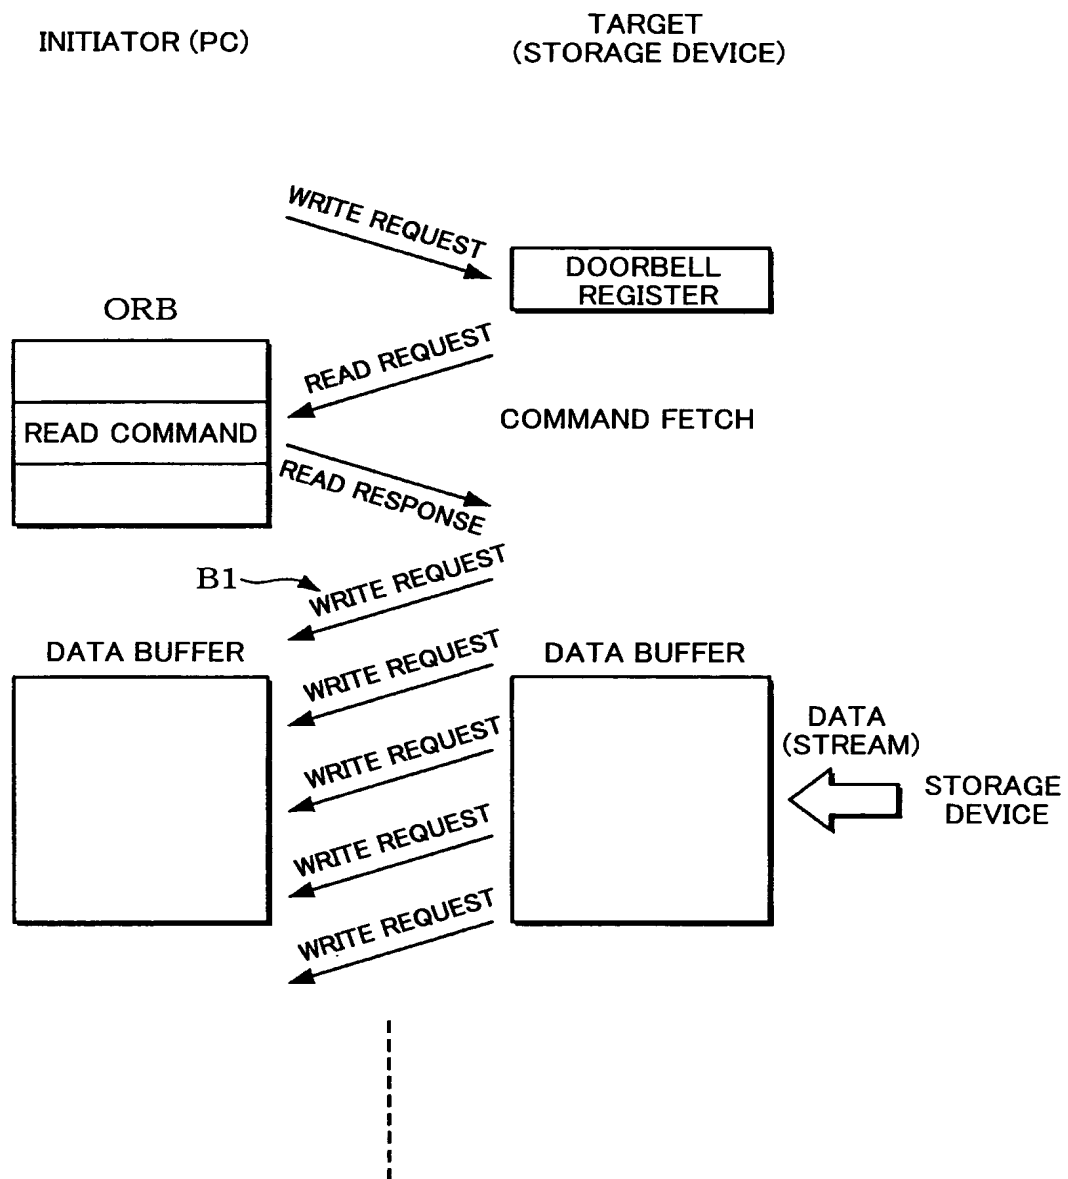 INITIATOR (PC)
TARGET
(STORAGE DEVICE)
WRITE REQUEST
DOORBELL
REGISTER
ORB
READ REQUEST
READ COMMAND
COMMAND FETCH
READ RESPONSE
B1
WRITE REQUEST
DATA BUFFER
WRITE REQUEST
DATA BUFFER
DATA
(STREAM)
WRITE REQUEST
STORAGE
DEVICE
WRITE REQUEST
WRITE REQUEST